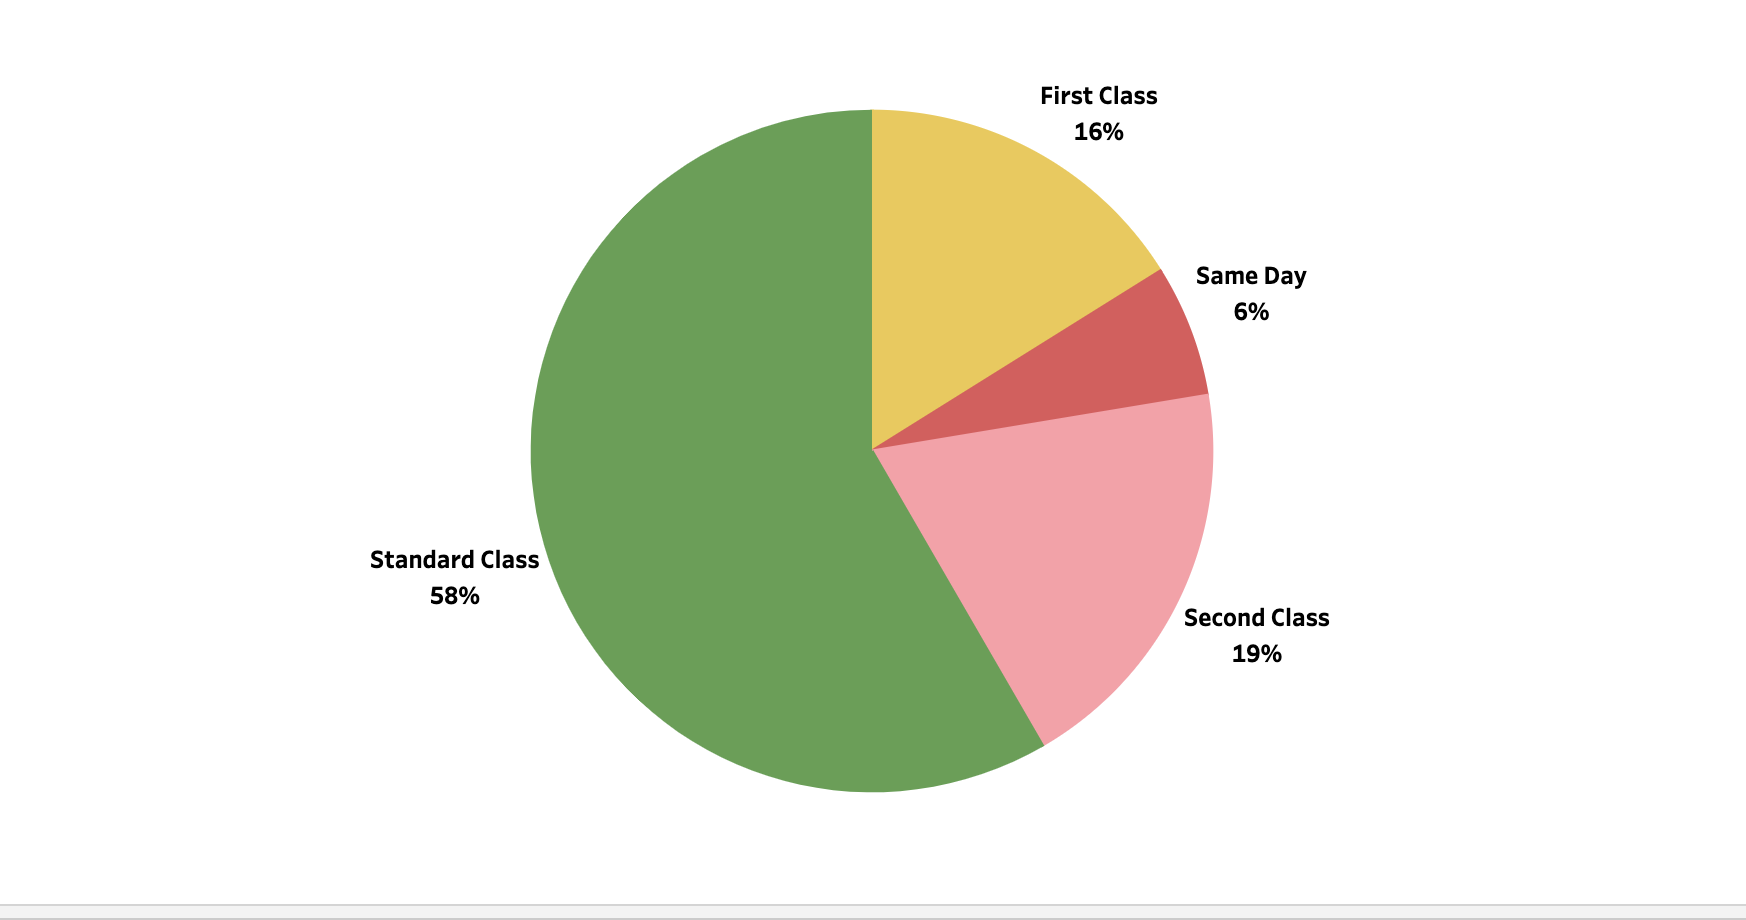 First Class
16%
Same Day
6%
Standard Class
58%
Second Class
19%